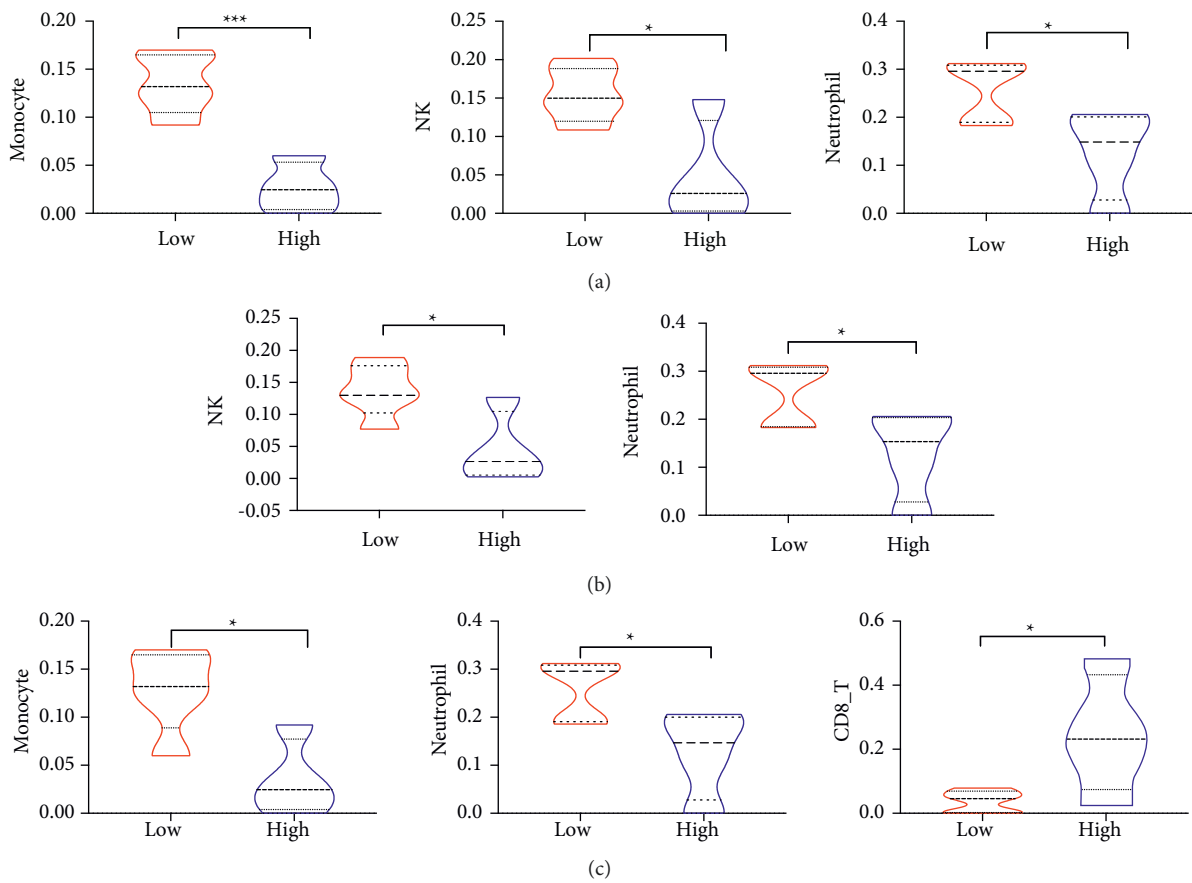 Monocyte
0.20
0.15
0.10
0.05
0.00
***
Low
High
NK
0.25
0.20
0.15
0.10
0.05
0.00
*
Low
High
Neutrophil
0.4
0.3
0.2
0.1
0.0
*
Low
High
(a)
NK
0.25
0.20
0.15
0.10
0.05
0.00
-0.05
*
Low
High
Neutrophil
0.4
0.3
0.2
0.1
0.0
*
Low
High
(b)
Monocyte
0.20
0.15
0.10
0.05
0.00
*
Low
High
Neutrophil
0.4
0.3
0.2
0.1
0.0
*
Low
High
CD8_T
0.6
0.4
0.2
0.0
*
Low
High
(c)